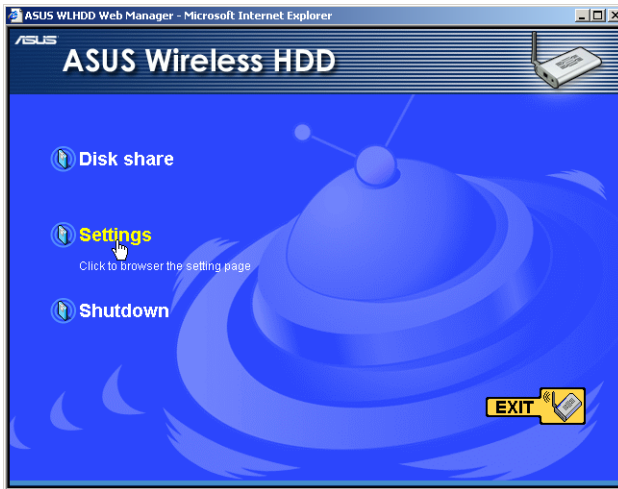 ASUS WLHDD Web Manager - Microsoft Internet Explorer
ASUS
ASUS Wireless HDD
Disk share
Settings
Click to browser the setting page
Shutdown
EXIT